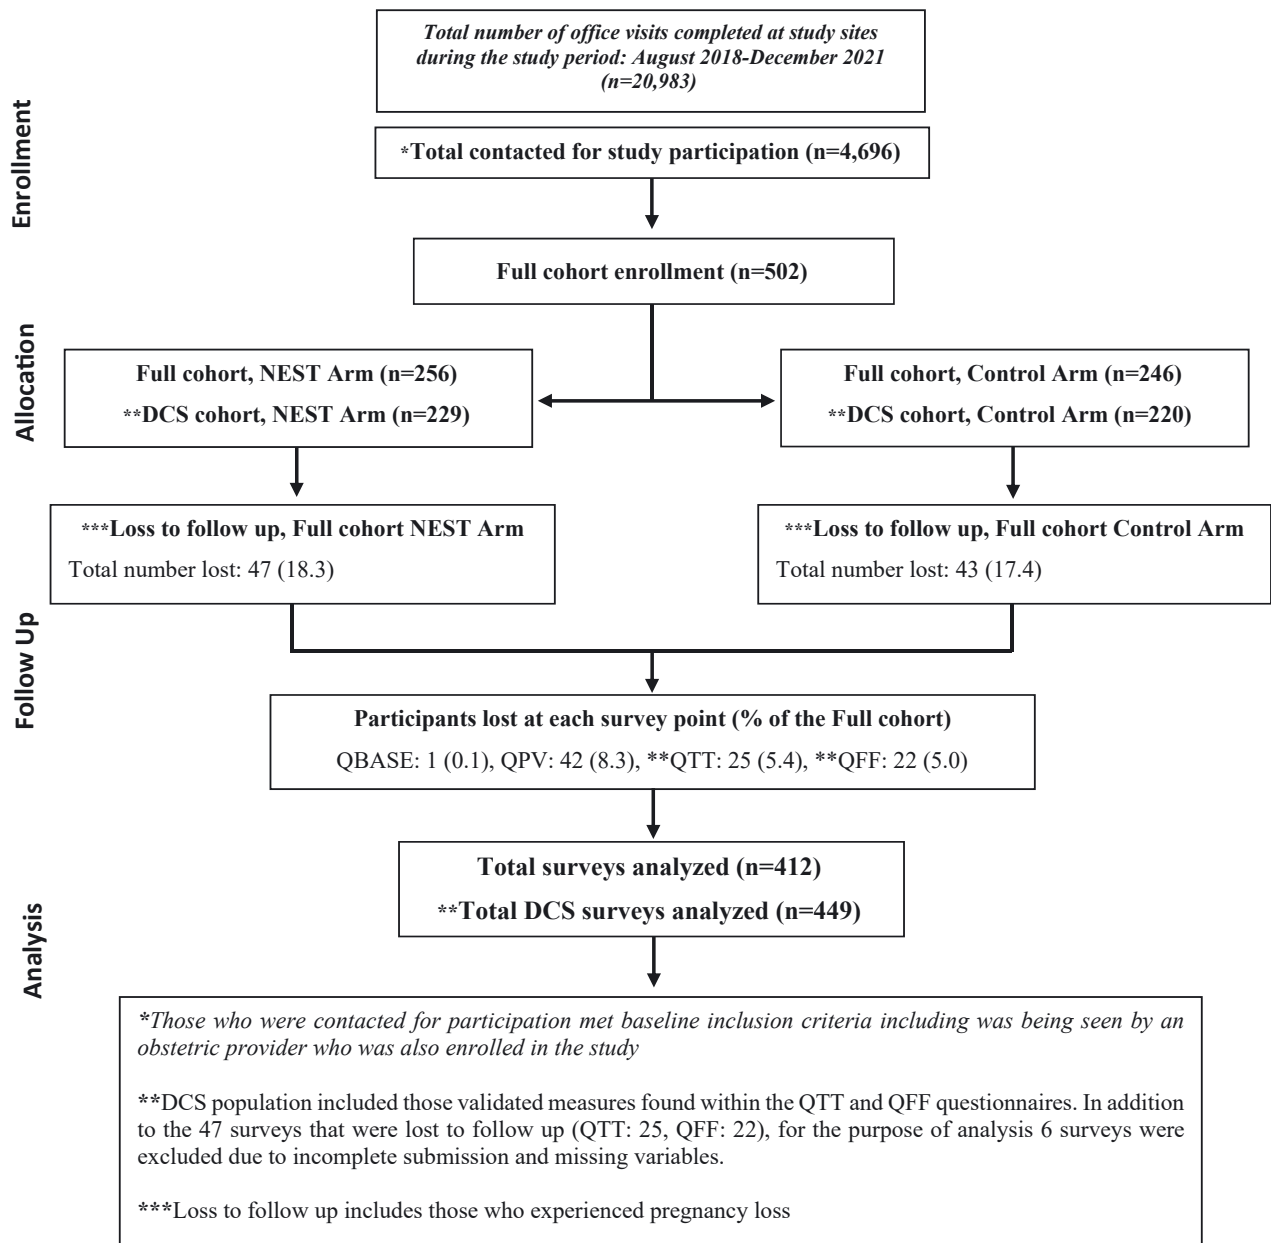 Total number of office visits completed at study sites
during the study period: August 2018-December 2021
(n=20,983)
Enrollment
*Total contacted for study participation (n=4,696)
Full cohort enrollment (n=502)
Allocation
Full cohort, NEST Arm (n=256)
**DCS cohort, NEST Arm (n=229)
Full cohort, Control Arm (n=246)
**DCS cohort, Control Arm (n=220)
***Loss to follow up, Full cohort NEST Arm
Total number lost: 47 (18.3)
***Loss to follow up, Full cohort Control Arm
Total number lost: 43 (17.4)
Follow Up
Participants lost at each survey point (% of the Full cohort)
QBASE: 1 (0.1), QPV: 42 (8.3), **QTT: 25 (5.4), **QFF: 22 (5.0)
Analysis
Total surveys analyzed (n=412)
**Total DCS surveys analyzed (n=449)
*Those who were contacted for participation met baseline inclusion criteria including was being seen by an
obstetric provider who was also enrolled in the study
**DCS population included those validated measures found within the QTT and QFF questionnaires. In addition
to the 47 surveys that were lost to follow up (QTT: 25, QFF: 22), for the purpose of analysis 6 surveys were
excluded due to incomplete submission and missing variables.
***Loss to follow up includes those who experienced pregnancy loss